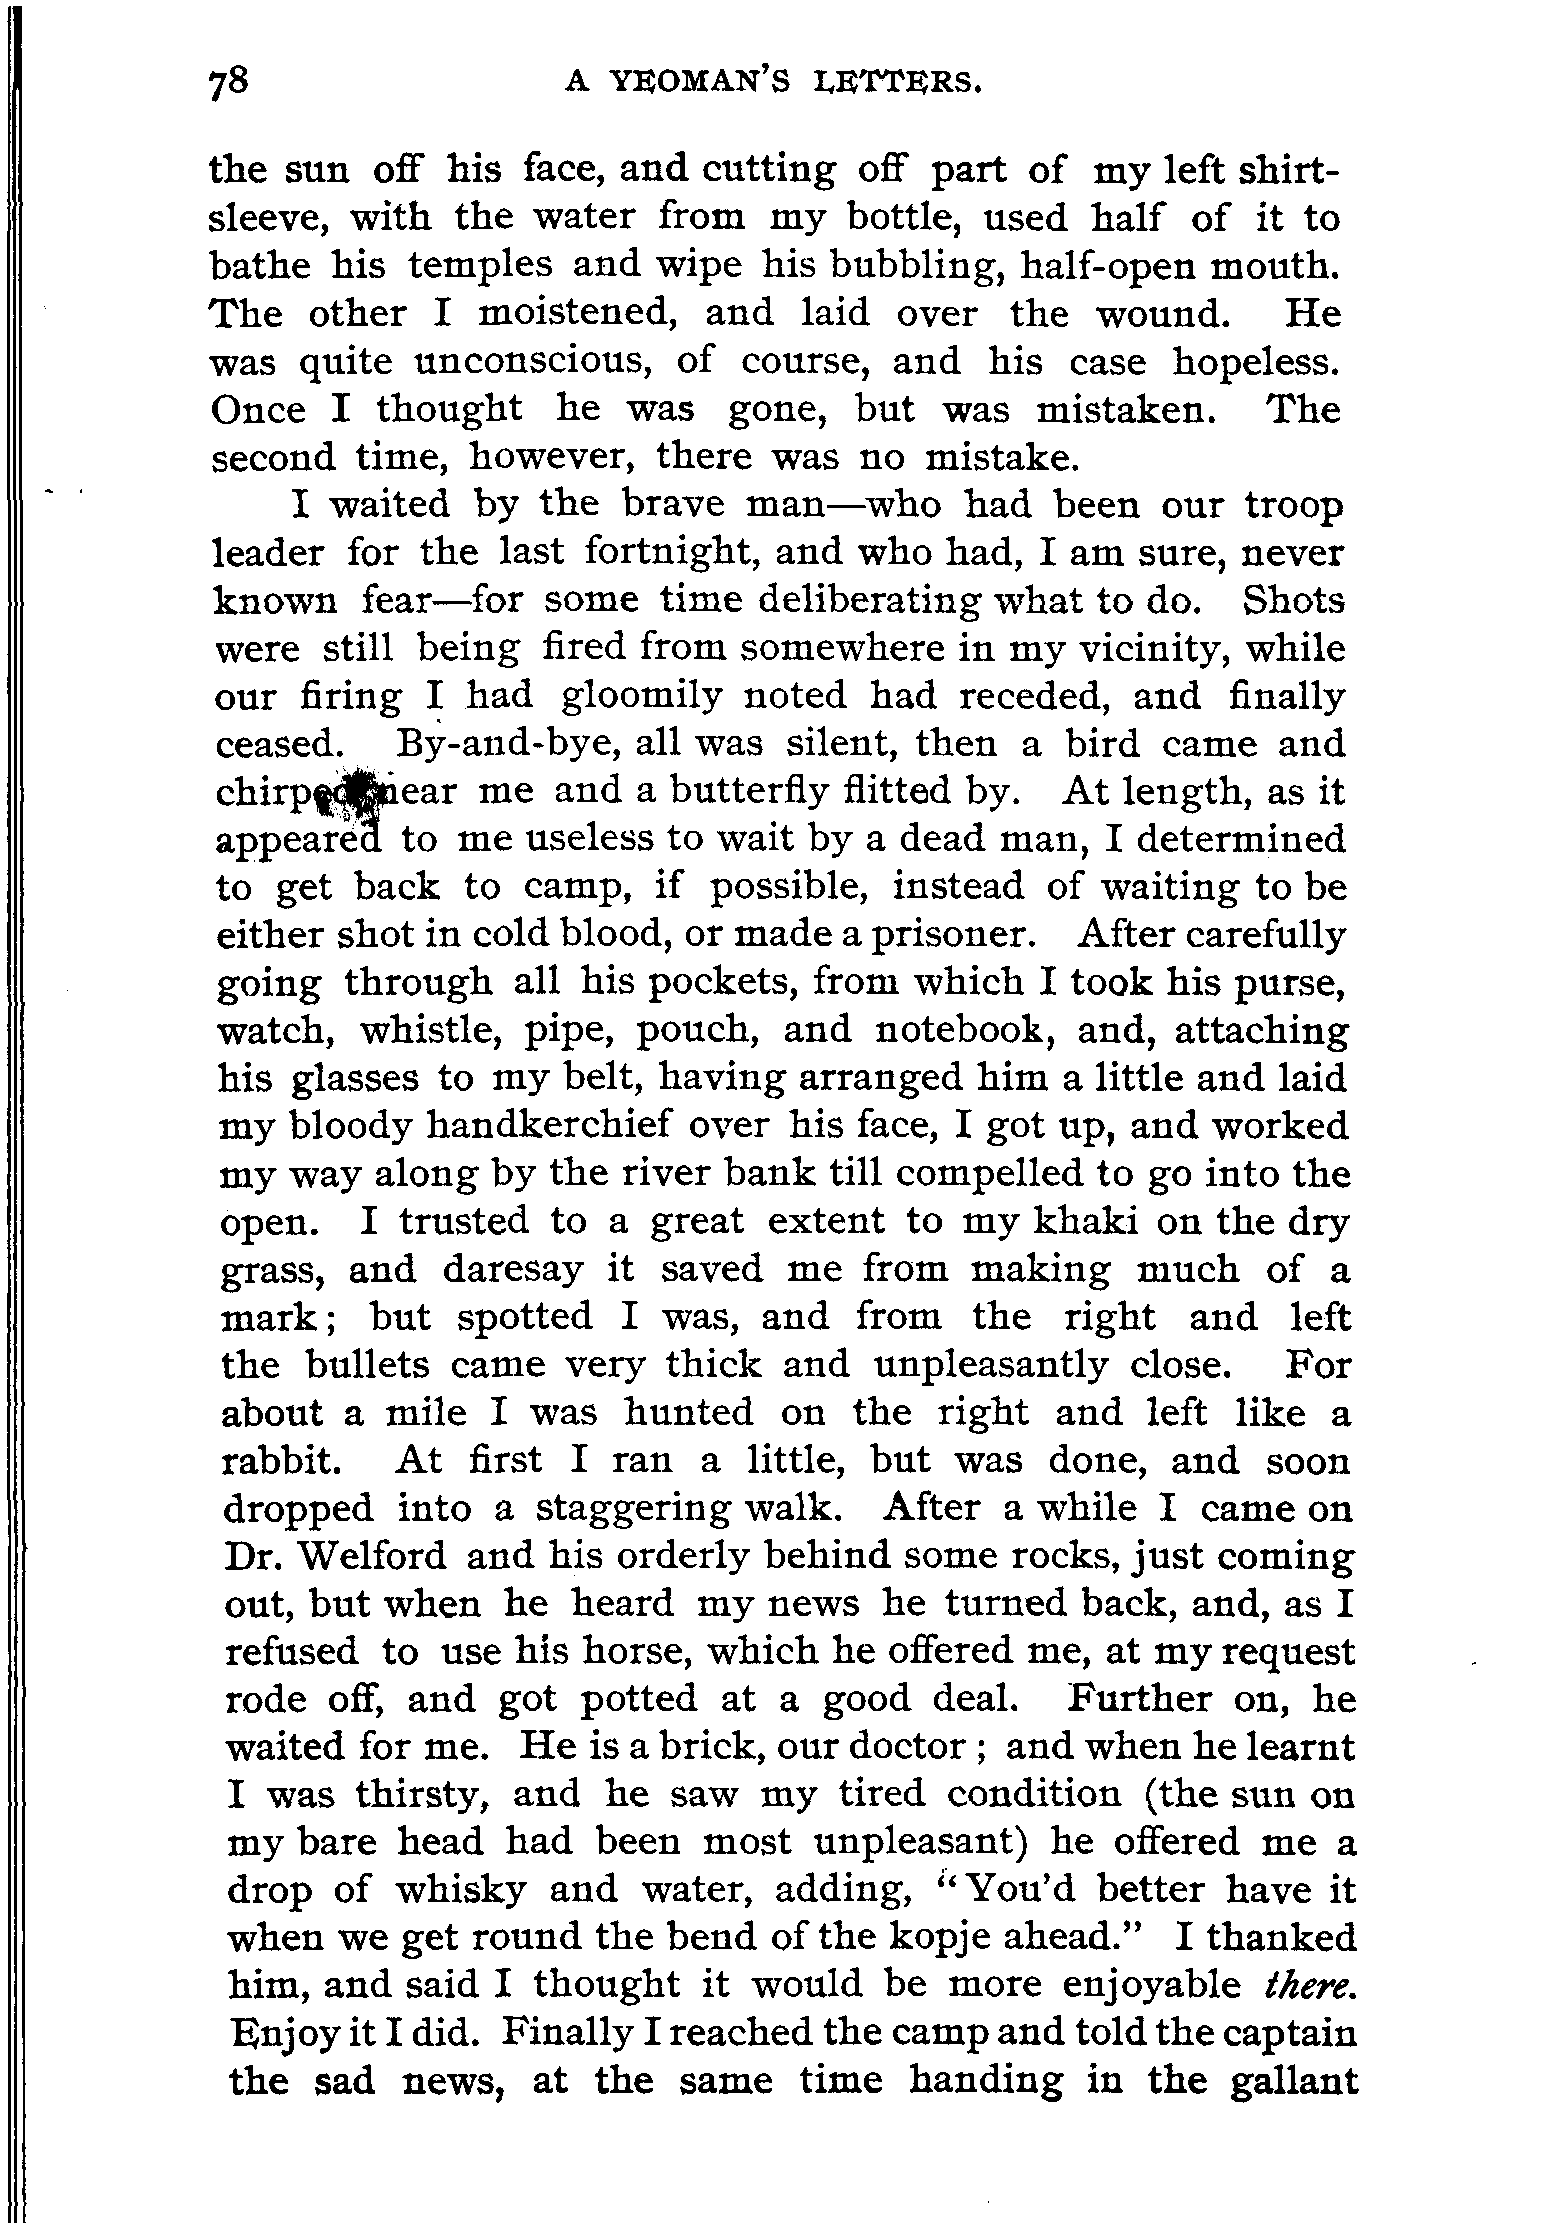 78 A YEOMAN'S LETTERS.
the sun off his face, and cutting off part of my left shirt-
sleeve, with the water from my bottle, used half of it to
bathe his temples and wipe his bubbling, half-open mouth.
The other I moistened, and laid over the wound. He
was quite unconscious, of course, and his case hopeless.
Once I thought he was gone, but was mistaken. The
second time, however, there was no mistake.
I waited by the brave man—who had been our troop
leader for the last fortnight, and who had, I am sure, never
known fear—for some time deliberating what to do. Shots
were still being fired from somewhere in my vicinity, while
our firing I had gloomily noted had receded, and finally
ceased. By-and-bye, all was silent, then a bird came and
chirped near me and a butterfly flitted by. At length, as it
appeared to me useless to wait by a dead man, I determined
to get back to camp, if possible, instead of waiting to be
either shot in cold blood, or made a prisoner. After carefully
going through all his pockets, from which I took his purse,
watch, whistle, pipe, pouch, and notebook, and, attaching
his glasses to my belt, having arranged him a little and laid
my bloody handkerchief over his face, I got up, and worked
my way along by the river bank till compelled to go into the
open. I trusted to a great extent to my khaki on the dry
grass, and daresay it saved me from making much of a
mark; but spotted I was, and from the right and left
the bullets came very thick and unpleasantly close. For
about a mile I was hunted on the right and left like a
rabbit. At first I ran a little, but was done, and soon
dropped into a staggering walk. After a while I came on
Dr. Welford and his orderly behind some rocks, just coming
out, but when he heard my news he turned back, and, as I
refused to use his horse, which he offered me, at my request
rode off, and got potted at a good deal. Further on, he
waited for me. He is a brick, our doctor; and when he learnt
I was thirsty, and he saw my tired condition (the sun on
my bare head had been most unpleasant) he offered me a
drop of whisky and water, adding, "You'd better have it
when we get round the bend of the kopje ahead." I thanked
him, and said I thought it would be more enjoyable there.
Enjoy it I did. Finally I reached the camp and told the captain
the sad news, at the same time handing in the gallant